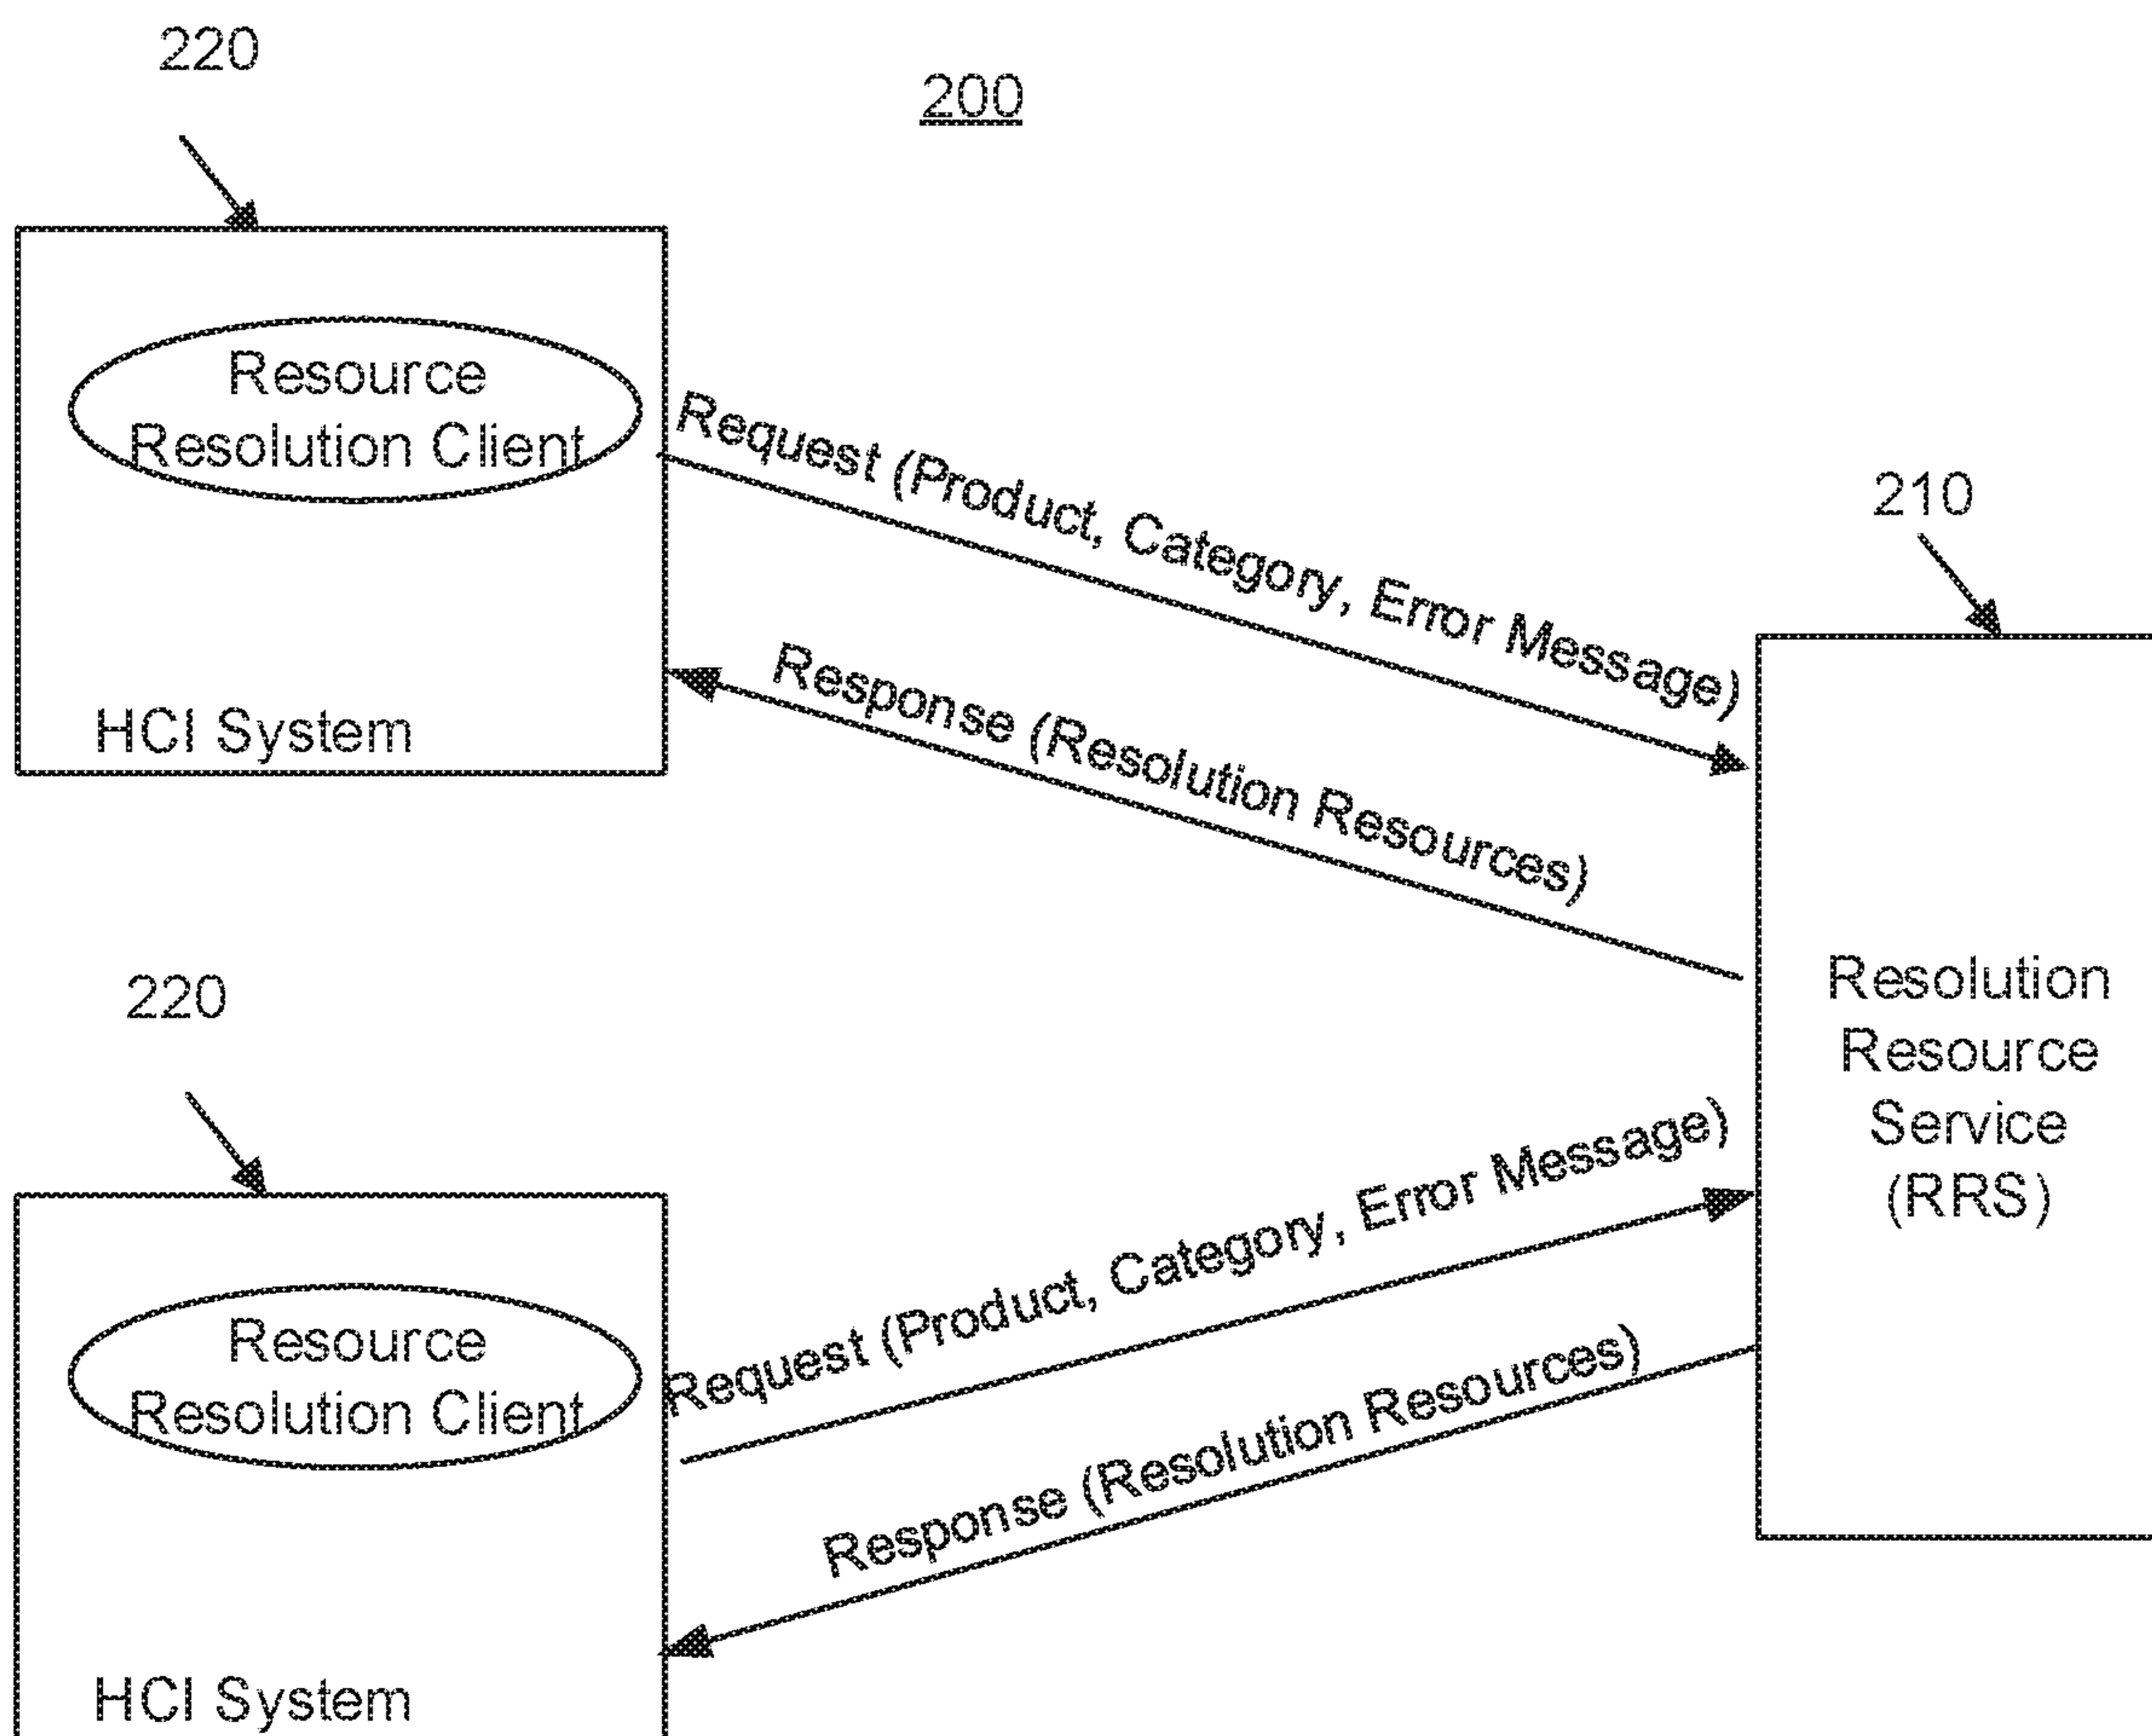 220
200
Resource
Resolution Client
HCI System
Request (Product, Category, Error Message)
Response (Resolution Resources)
210
Resolution
Resource
Service
(RRS)
220
Resource
Resolution Client
HCI System
Request (Product, Category, Error Message)
Response (Resolution Resources)